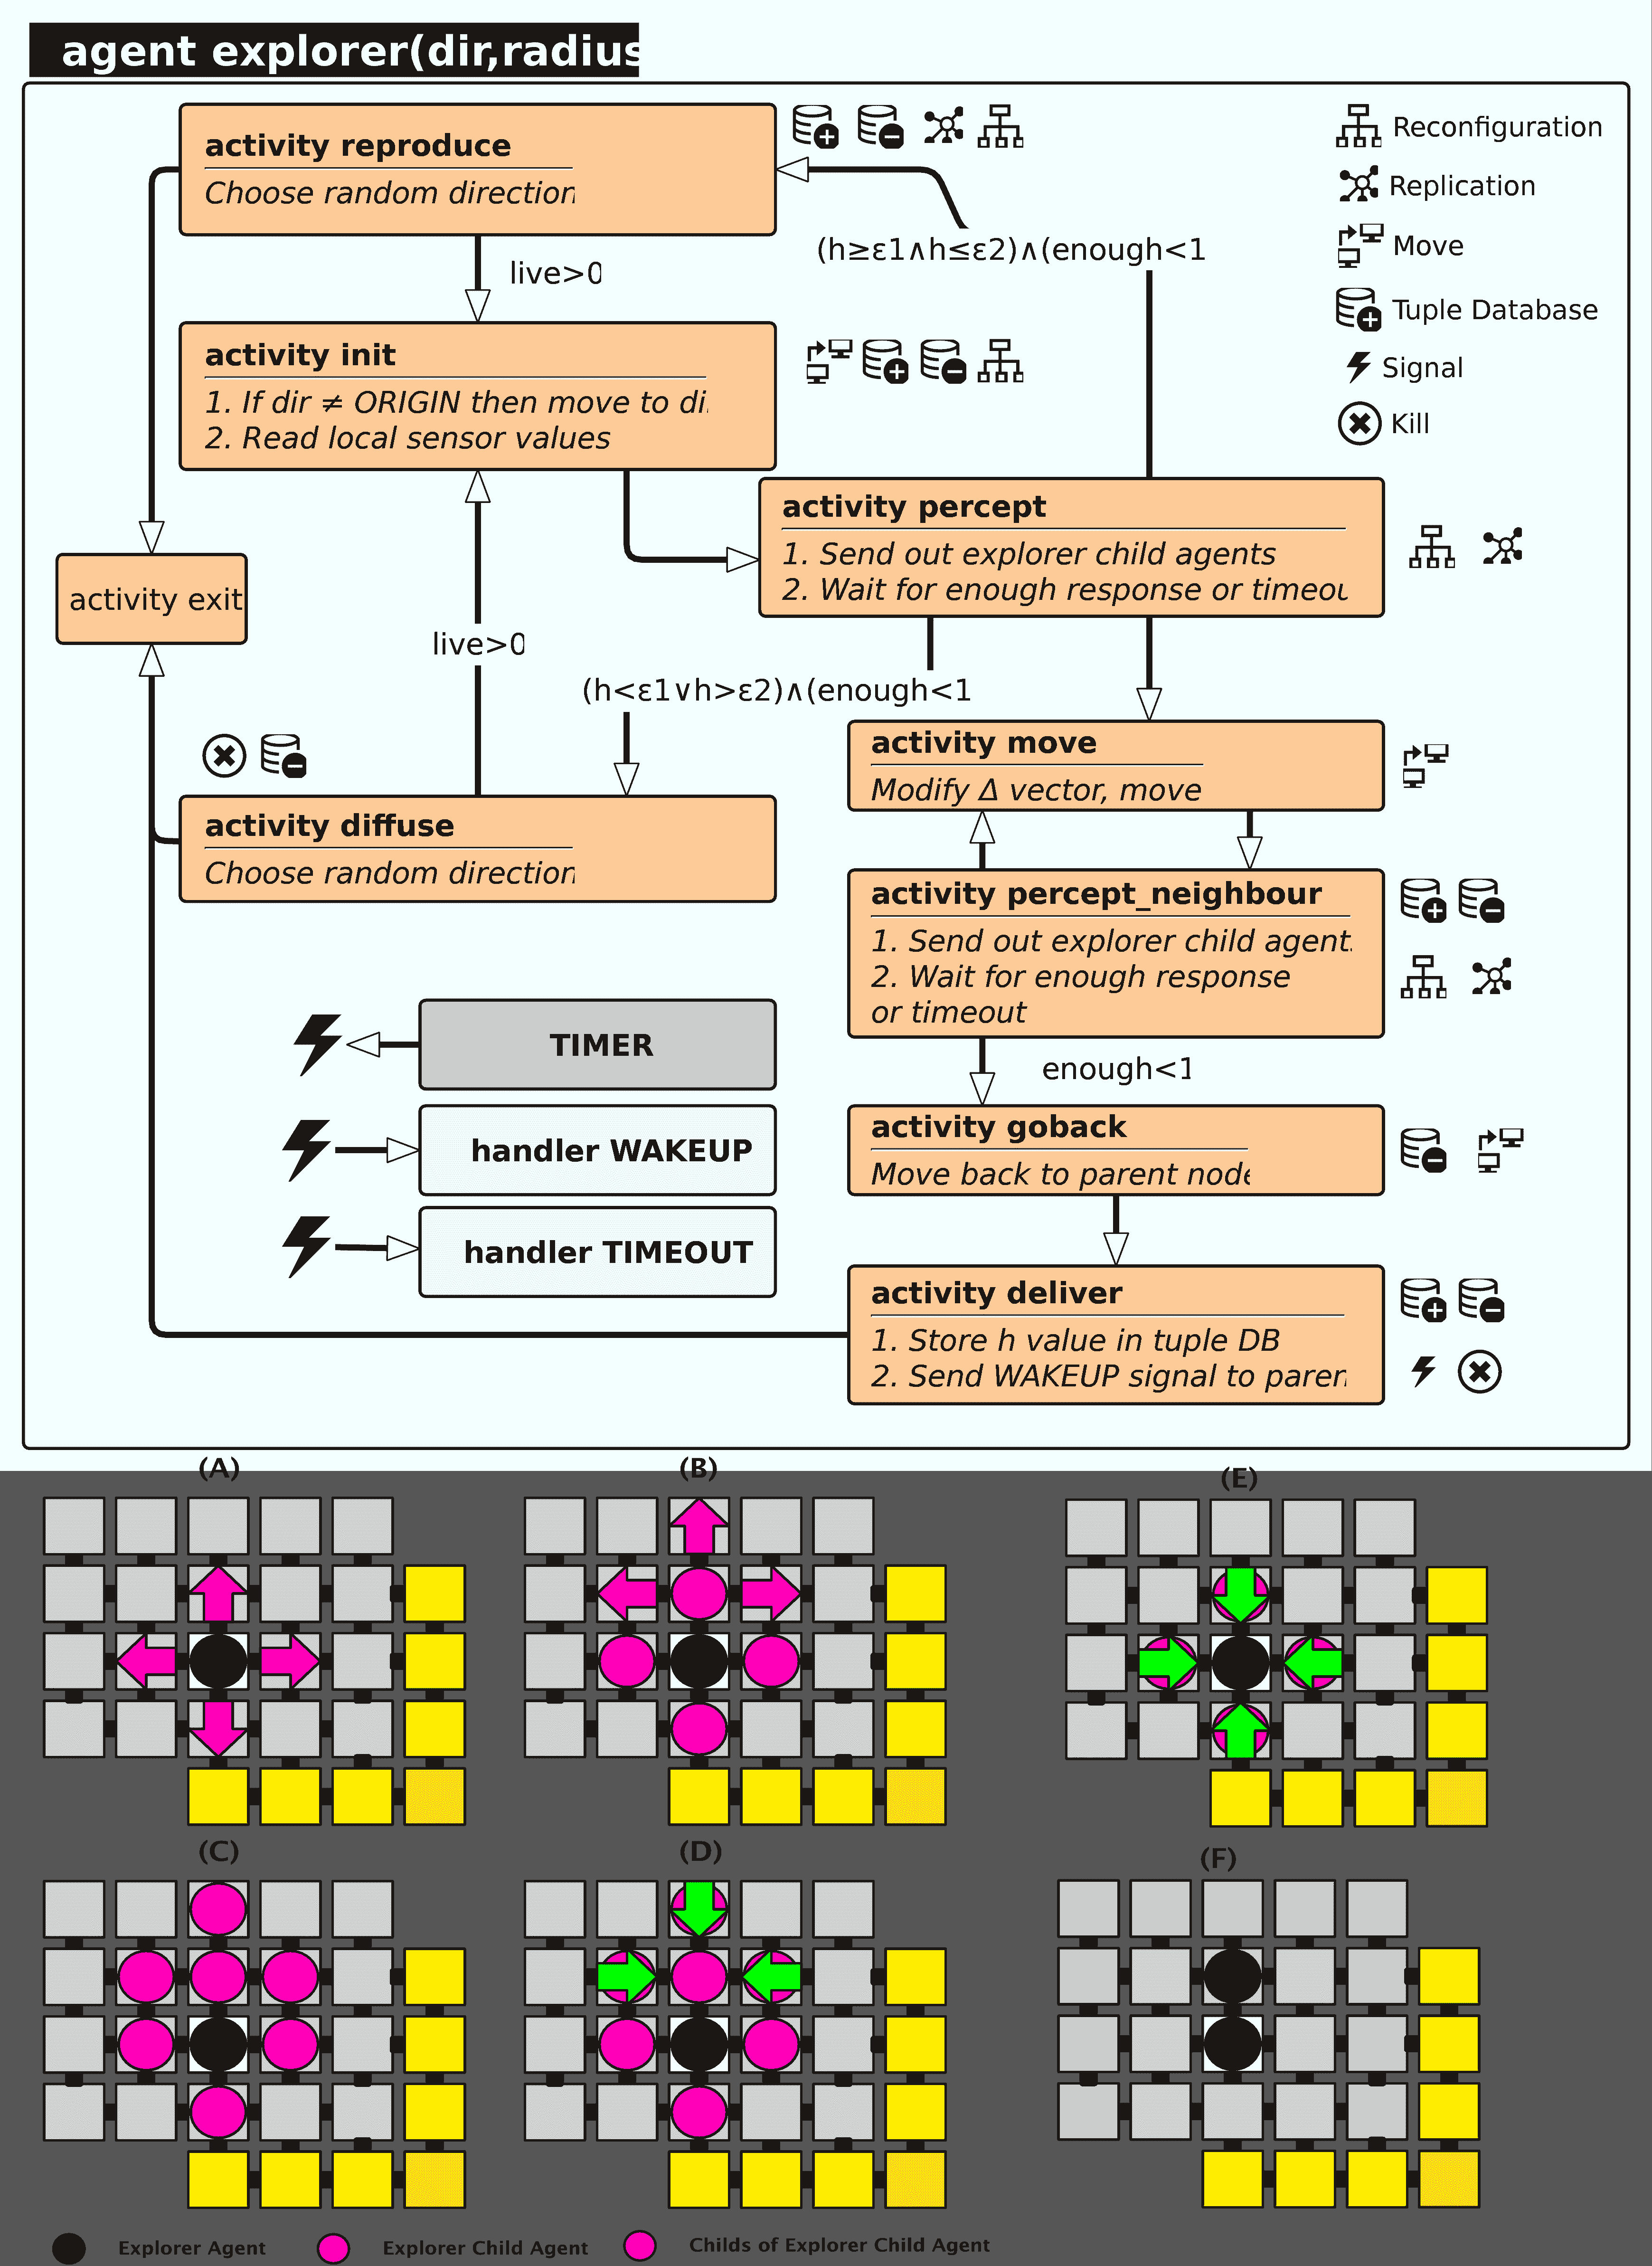 agent explorer(dir,radius
activity reproduce
Choose random direction
Reconfiguration
Replication
Move
Tuple Database
Signal
Kill
(h≥ε1∧h≤ε2)∧(enough<1
live>0
activity init
1. If dir ≠ ORIGIN then move to di
2. Read local sensor values
activity percept
1. Send out explorer child agents
2. Wait for enough response or timeou
activity exit
live>0
(h<ε1∨h>ε2)∧(enough<1
activity move
Modify Δ vector, move
activity diffuse
Choose random direction
activity percept_neighbour
1. Send out explorer child agent
2. Wait for enough response
or timeout
TIMER
enough<1
handler WAKEUP
activity goback
Move back to parent node
handler TIMEOUT
activity deliver
1. Store h value in tuple DB
2. Send WAKEUP signal to paren
(A)
(B)
(E)
(C)
(D)
(F)
Explorer Agent
Explorer Child Agent
Childs of Explorer Child Agent